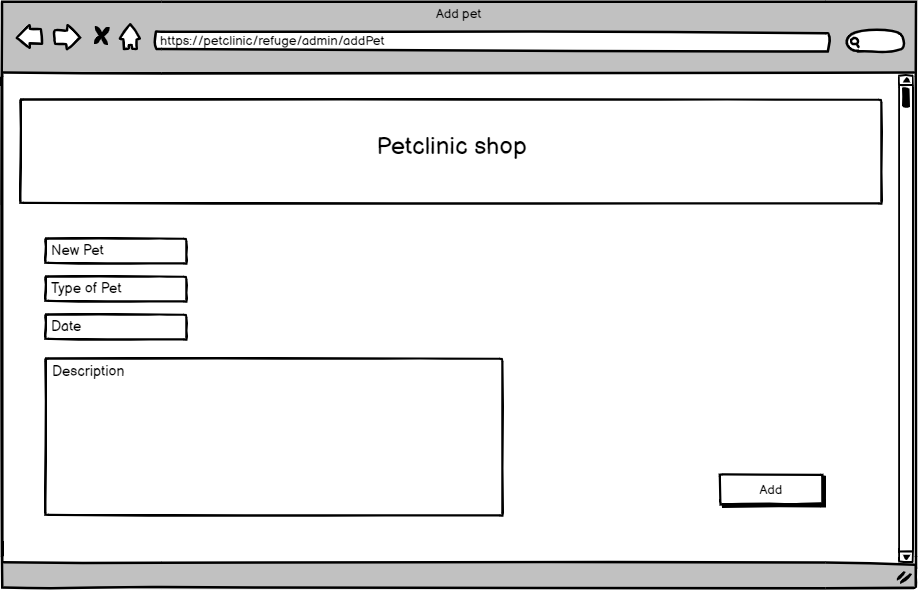 Add pet
https://petclinic/refuge/admin/addPet
Petclinic shop
New Pet
Type of Pet
Date
Description
Add